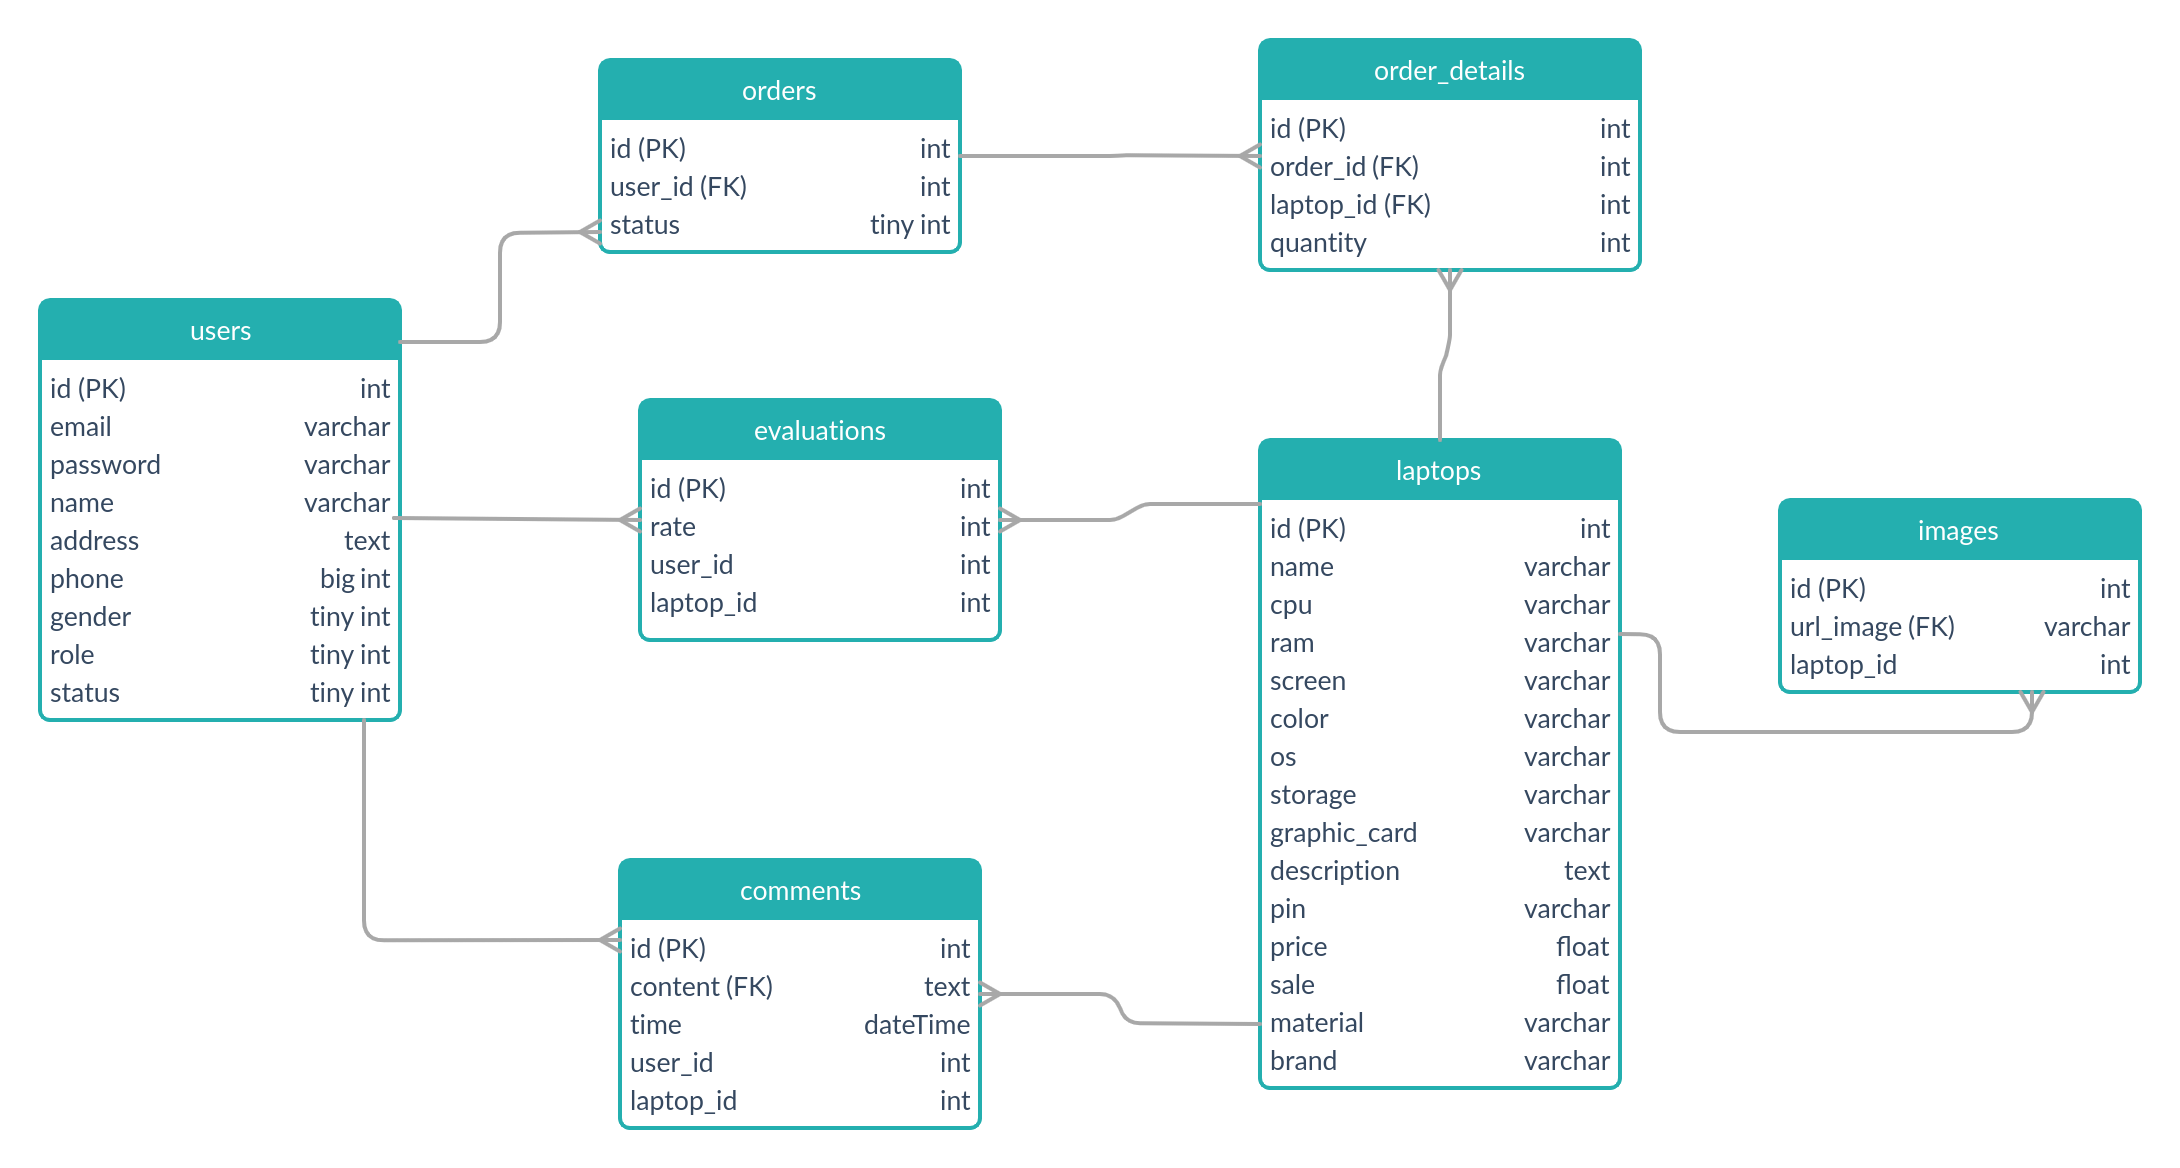 orders
id (PK) int
user_id (FK) int
status tiny int
order_details
id (PK) int
order_id (FK) int
laptop_id (FK) int
quantity int
users
id (PK) int
email varchar
password varchar
name varchar
address text
phone big int
gender tiny int
role tiny int
status tiny int
evaluations
id (PK) int
rate int
user_id int
laptop_id int
laptops
id (PK) int
name varchar
cpu varchar
ram varchar
screen varchar
color varchar
os varchar
storage varchar
graphic_card varchar
description text
pin varchar
price float
sale float
material varchar
brand varchar
images
id (PK) int
url_image (FK) varchar
laptop_id int
comments
id (PK) int
content (FK) text
time dateTime
user_id int
laptop_id int